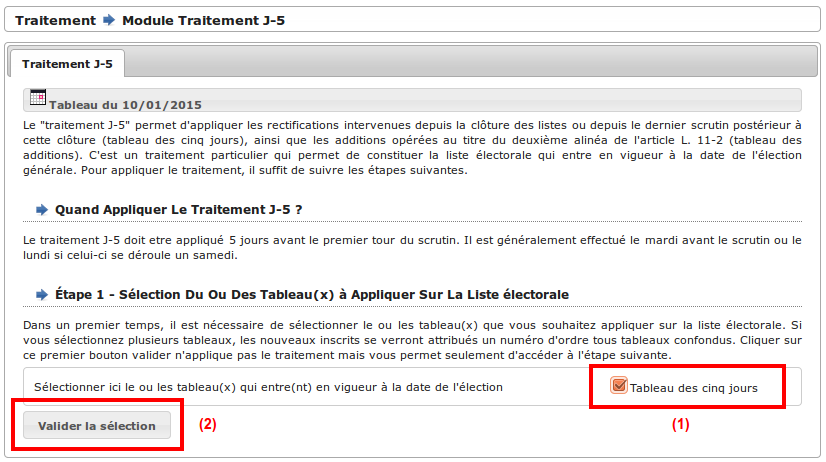 Traitement Module Traitement J-5
Traitement J-5
Tableau du 10/01/2015
Le "traitement J-5" permet d'appliquer les rectifications intervenues depuis la clôture des listes ou depuis le dernier scrutin postérieur à
cette clôture (tableau des cinq jours), ainsi que les additions opérées au titre du deuxième alinéa de l'article L. 11-2 (tableau des
additions). C'est un traitement particulier qui permet de constituer la liste électorale qui entre en vigueur à la date de l'élection
générale. Pour appliquer le traitement, il suffit de suivre les étapes suivantes.
Quand Appliquer Le Traitement J-5 ?
Le traitement J-5 doit etre appliqué 5 jours avant le premier tour du scrutin. Il est généralement effectué le mardi avant le scrutin ou le
lundi si celui-ci se déroule un samedi.
Étape 1 - Sélection Du Ou Des Tableau(x) à Appliquer Sur La Liste électorale
Dans un premier temps, il est nécessaire de sélectionner le ou les tableau(x) que vous souhaitez appliquer sur la liste électorale. Si
vous sélectionnez plusieurs tableaux, les nouveaux inscrits se verront attribués un numéro d'ordre tous tableaux confondus. Cliquer sur
ce premier bouton valider n'applique pas le traitement mais vous permet seulement d'accéder à l'étape suivante.
Sélectionner ici le ou les tableau(x) qui entre(nt) en vigueur à la date de l'élection Tableau des cinq jours
Valider la sélection (2) (1)